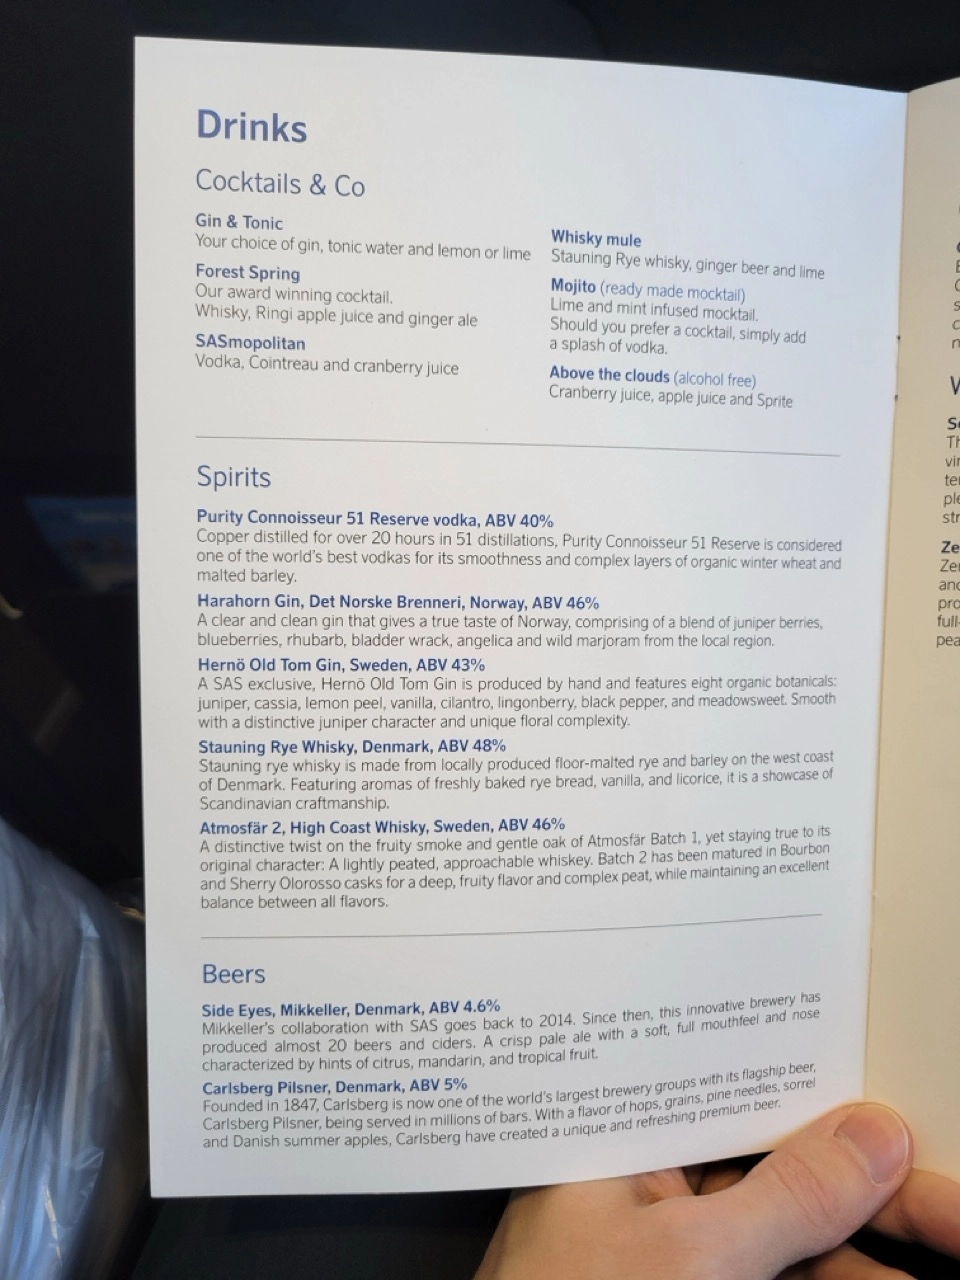 Drinks
Cocktails & Co
Gin & Tonic
Your choice of gin, tonic water and lemon or lime
Forest Spring
Our award winning cocktail.
Whisky, Ringi apple juice and ginger ale
SASmopolitan
Vodka, Cointreau and cranberry juice
Whisky mule
Stauning Rye whisky, ginger beer and lime
Mojito (ready made mocktail)
Lime and mint infused mocktail.
Should you prefer a cocktail, simply add
a splash of vodka.
Above the clouds (alcohol free)
Cranberry juice, apple juice and Sprite
Spirits
Purity Connoisseur 51 Reserve vodka, ABV 40%
Copper distilled for over 20 hours in 51 distillations, Purity Connoisseur 51 Reserve is considered
one of the world's best vodkas for its smoothness and complex layers of organic winter wheat and
malted barley.
Harahorn Gin, Det Norske Brenneri, Norway, ABV 46%
A clear and clean gin that gives a true taste of Norway, comprising of a blend of juniper berries,
blueberries, rhubarb, bladder wrack, angelica and wild marjoram from the local region.
Hernö Old Tom Gin, Sweden, ABV 43%
A SAS exclusive, Hernö Old Tom Gin is produced by hand and features eight organic botanicals:
juniper, cassia, lemon peel, vanilla, cilantro, lingonberry, black pepper, and meadowsweet. Smooth
with a distinctive juniper character and unique floral complexity.
Stauning Rye Whisky, Denmark, ABV 48%
Stauning rye whisky is made from locally produced floor-malted rye and barley on the west coast
of Denmark. Featuring aromas of freshly baked rye bread, vanilla, and licorice, it is a showcase of
Scandinavian craftmanship.
Atmosfär 2, High Coast Whisky, Sweden, ABV 46%
A distinctive twist on the fruity smoke and gentle oak of Atmosfär Batch 1, yet staying true to its
original character: A lightly peated, approachable whiskey. Batch 2 has been matured in Bourbon
and Sherry Olorosso casks for a deep, fruity flavor and complex peat, while maintaining an excellent
balance between all flavors.
Beers
Side Eyes, Mikkeller, Denmark, ABV 4.6%
Mikkeller's collaboration with SAS goes back to 2014. Since then, this innovative brewery has
produced almost 20 beers and ciders. A crisp pale ale with a soft, full mouthfeel and nose
characterized by hints of citrus, mandarin, and tropical fruit.
Carlsberg Pilsner, Denmark, ABV 5%
Founded in 1847, Carlsberg is now one of the world's largest brewery groups with its flagship beer,
Carlsberg Pilsner, being served in millions of bars. With a flavor of hops, grains, pine needles, sorrel
and Danish summer apples, Carlsberg have created a unique and refreshing premium beer.